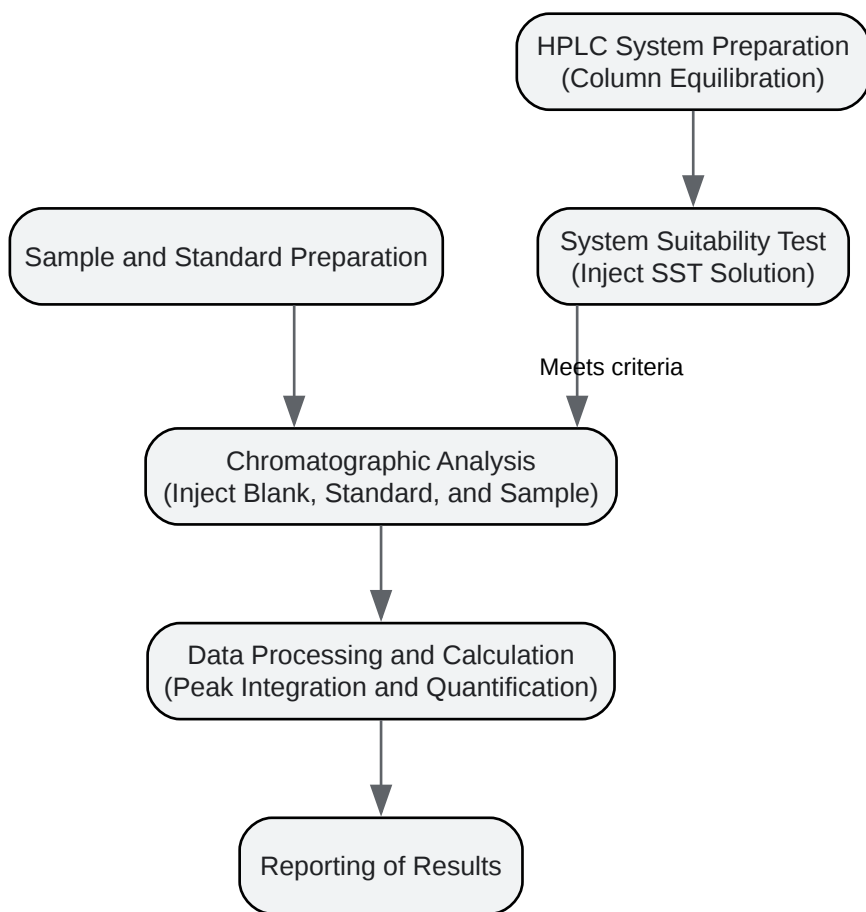 HPLC System Preparation
(Column Equilibration)
Sample and Standard Preparation
System Suitability Test
(Inject SST Solution)
Meets criteria
Chromatographic Analysis
(Inject Blank, Standard, and Sample)
Data Processing and Calculation
(Peak Integration and Quantification)
Reporting of Results